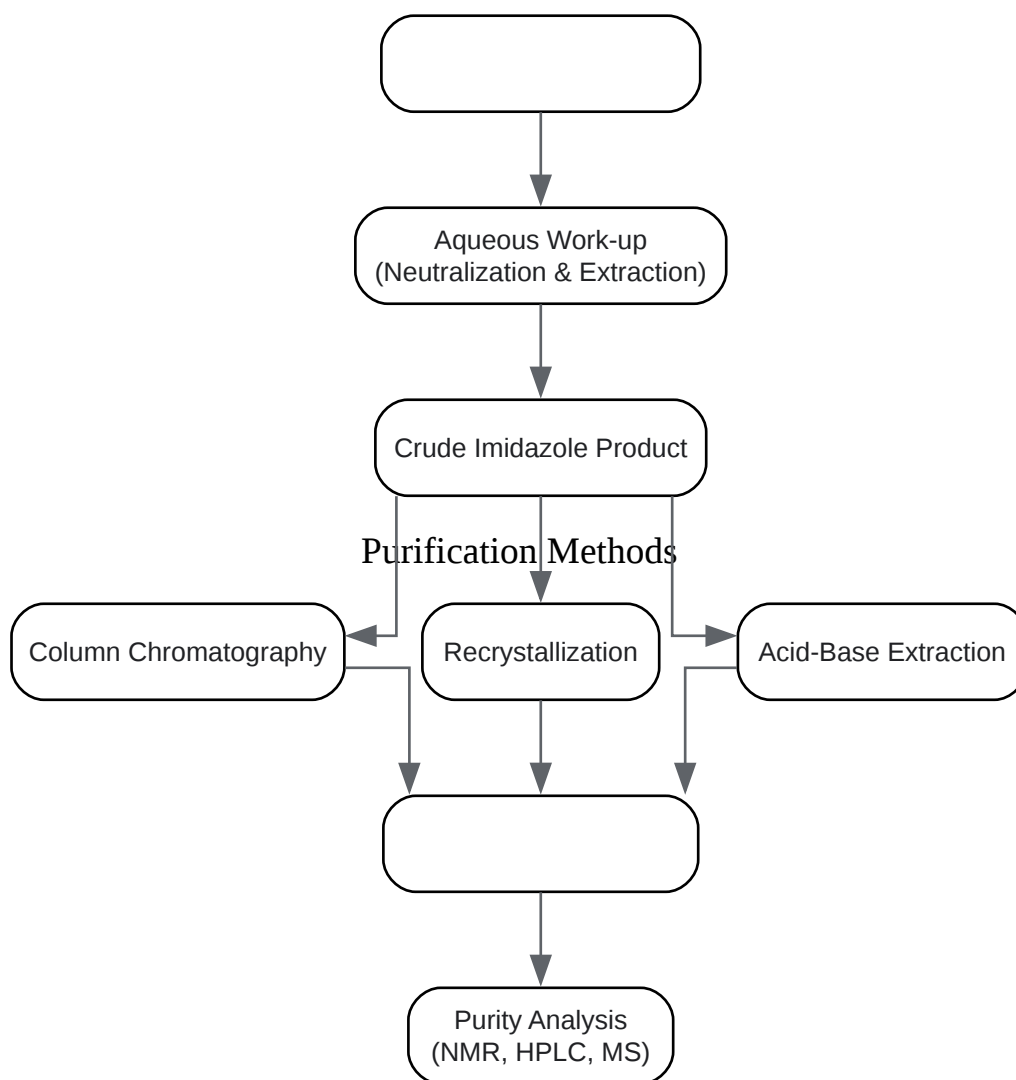 Aqueous Work-up
(Neutralization & Extraction)
Crude Imidazole Product
Purification Methods
Column Chromatography
Recrystallization
Acid-Base Extraction
Purity Analysis
(NMR, HPLC, MS)